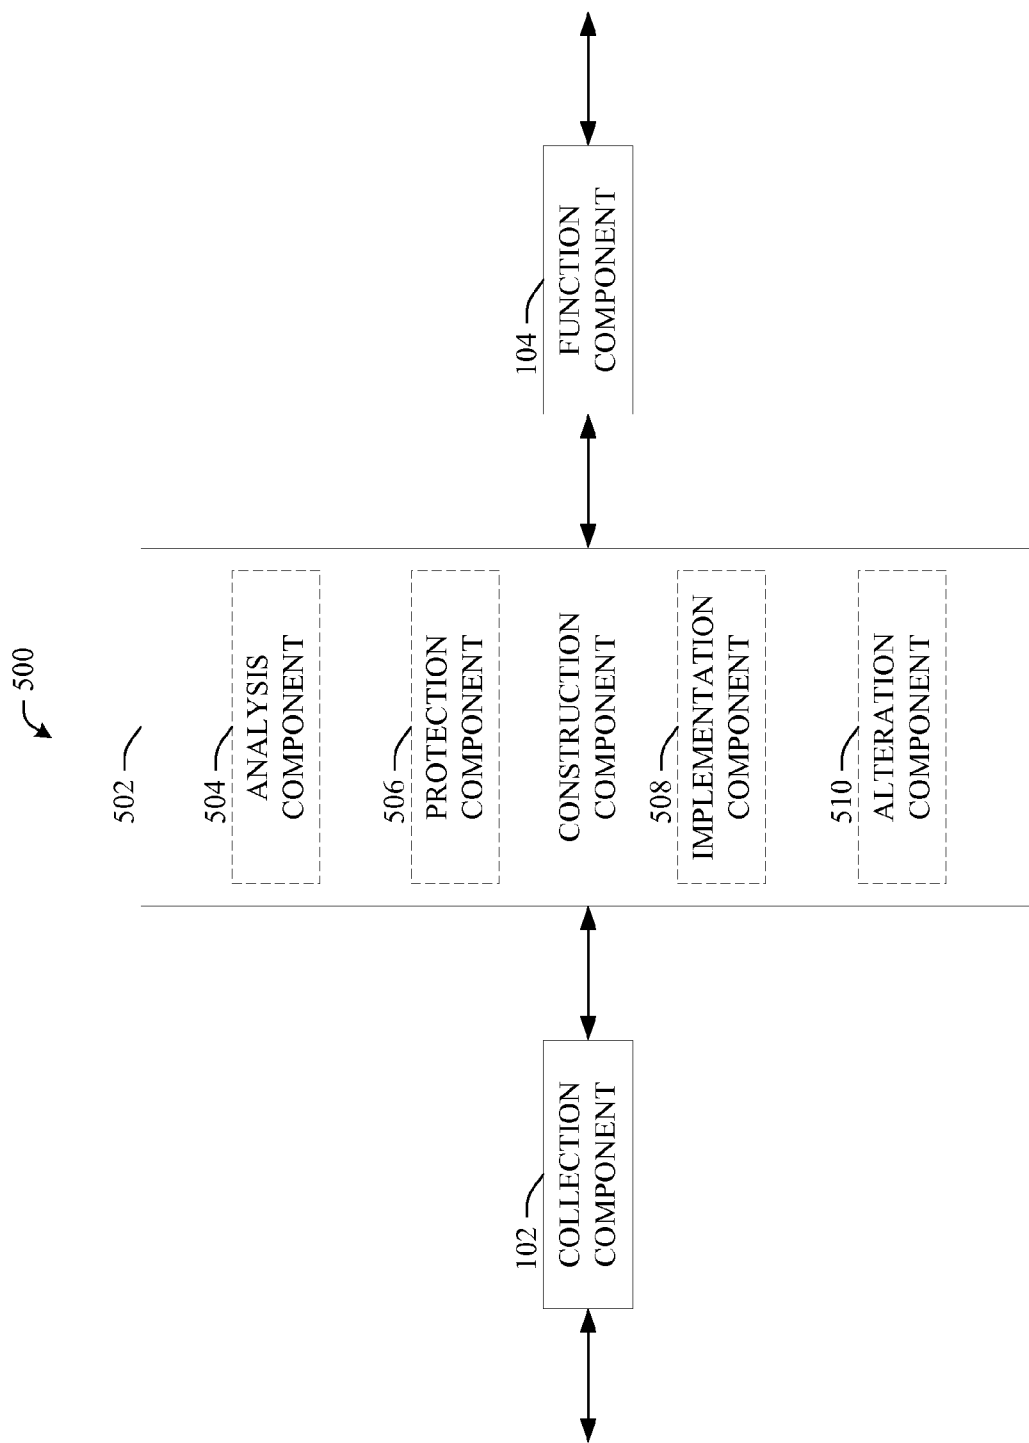 500
502
504
ANALYSIS
COMPONENT
506
PROTECTION
COMPONENT
102
COLLECTION
COMPONENT
CONSTRUCTION
COMPONENT
104
FUNCTION
COMPONENT
508
IMPLEMENTATION
COMPONENT
510
ALTERATION
COMPONENT